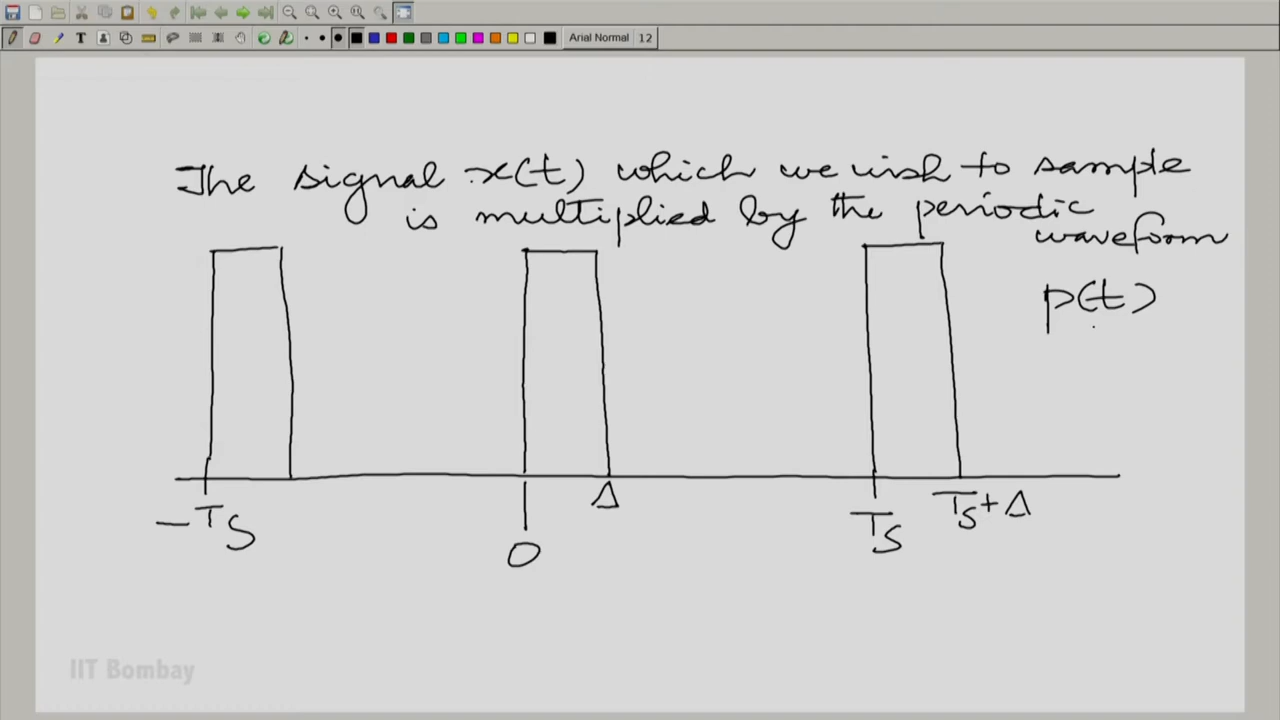 Arial Normal 12
The signal x(t) which we wish to sample
is multiplied by the periodic
waveform
p(t)
-Ts 0 Δ Ts Ts+Δ
IIT Bombay